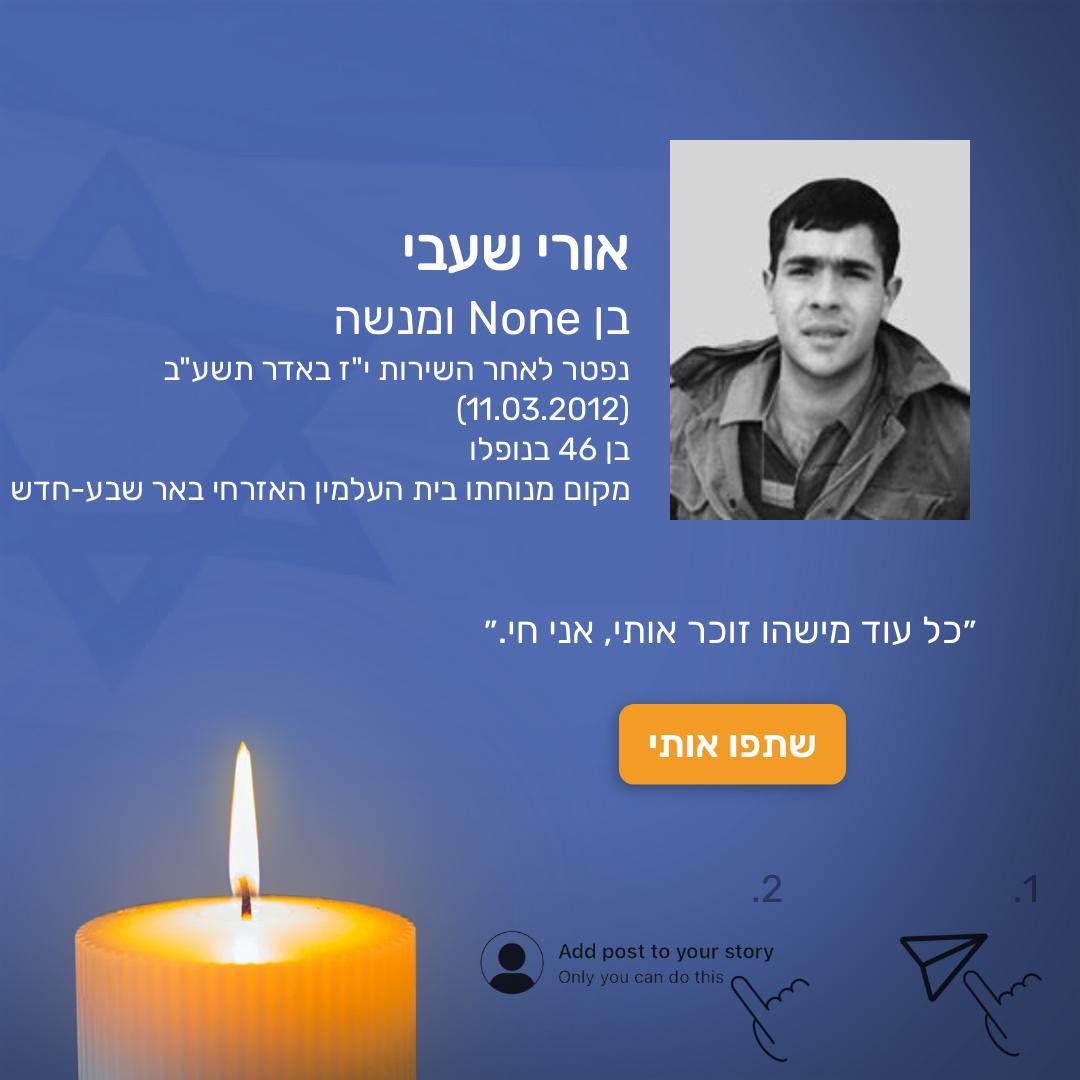 אורי שעבי
בן None ומנשה
נפטר לאחר השירות י"ז באדר תשע"ב
(11.03.2012)
בן 46 בנופלו
מקום מנוחתו בית העלמין האזרחי באר שבע-חדש
״כל עוד מישהו זוכר אותי, אני חי.״
שתפו אותי
1.
2.
Add post to your story
Only you can do this